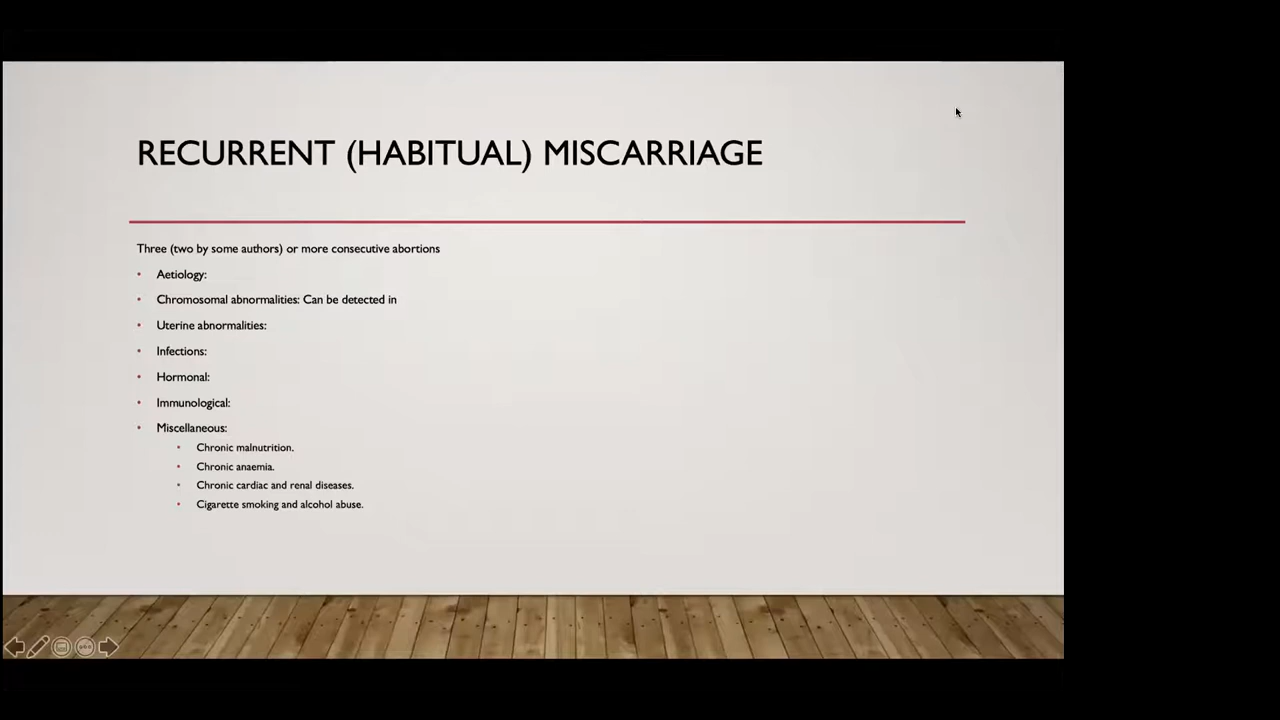 RECURRENT (HABITUAL) MISCARRIAGE
Three (two by some authors) or more consecutive abortions
• Aetiology:
• Chromosomal abnormalities: Can be detected in
• Uterine abnormalities:
• Infections:
• Hormonal:
• Immunological:
• Miscellaneous:
• Chronic malnutrition.
• Chronic anaemia.
• Chronic cardiac and renal diseases.
• Cigarette smoking and alcohol abuse.